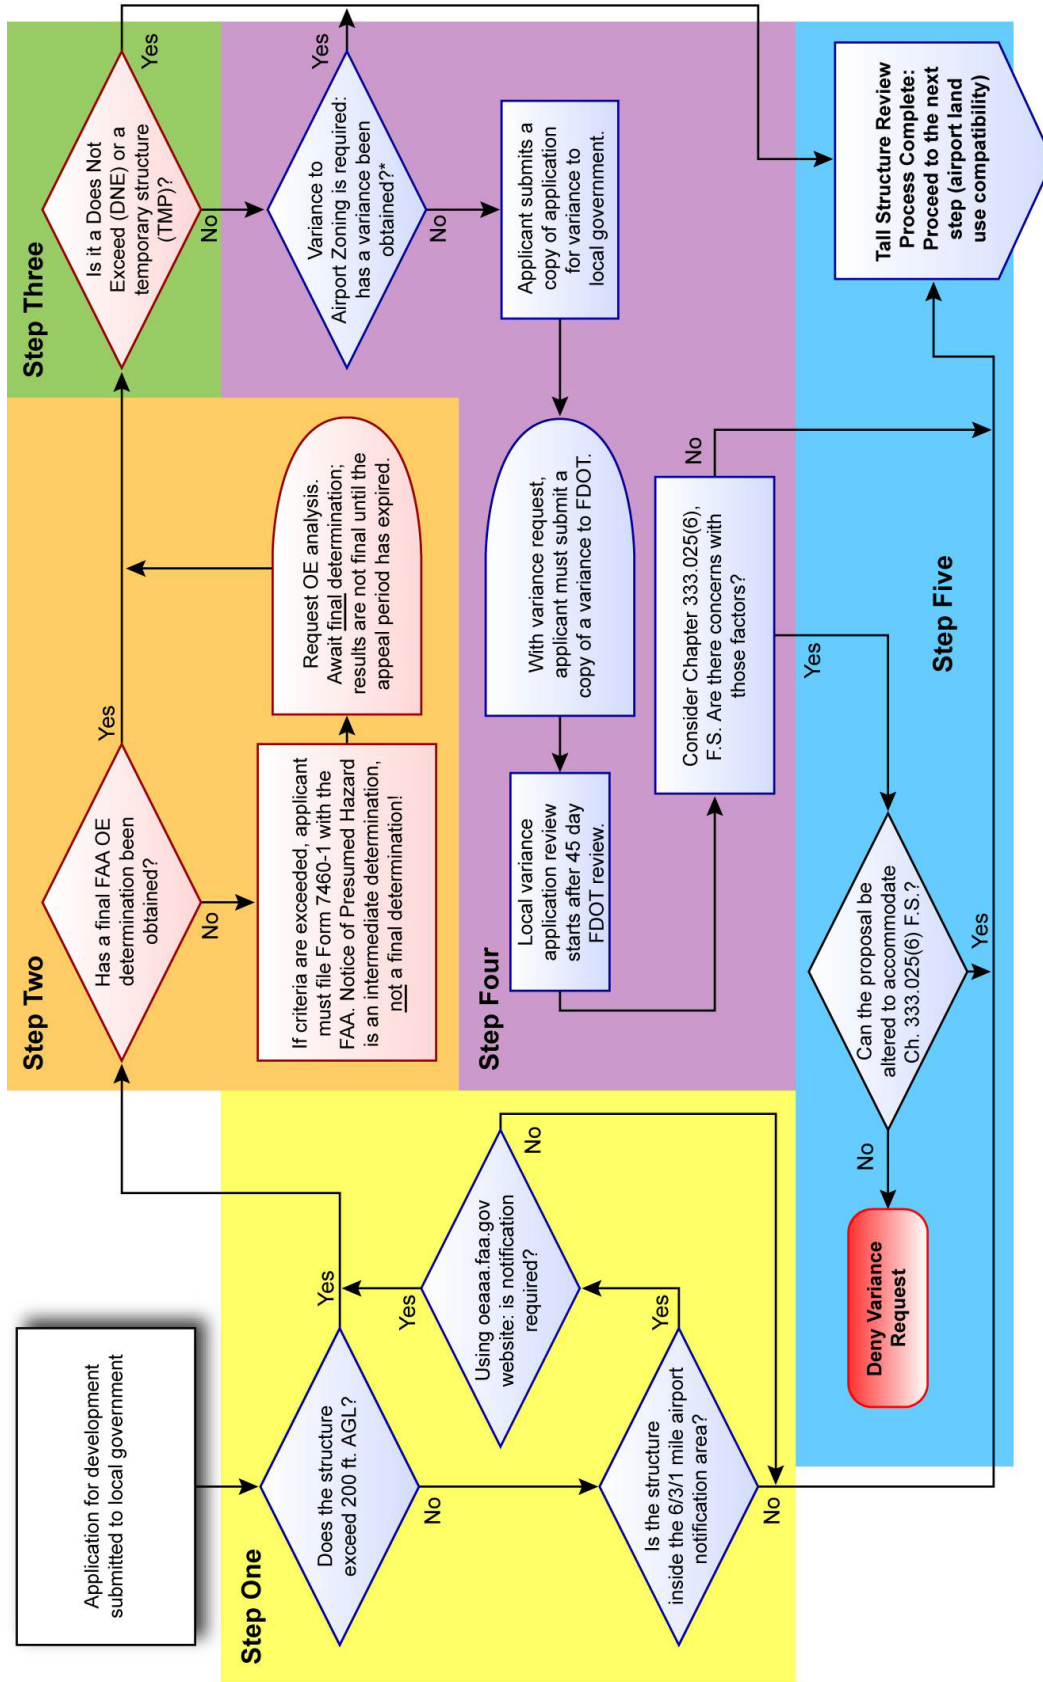 Application for development
submitted to local government
Step One
Does the structure
exceed 200 ft. AGL?
Yes
No
Is the structure
inside the 6/3/1 mile airport
notification area?
Yes
No
Using oeaaa.faa.gov
website: is notification
required?
Yes
No
Step Two
Has a final FAA OE
determination been
obtained?
Yes
No
If criteria are exceeded, applicant
must file Form 7460-1 with the
FAA. Notice of Presumed Hazard
is an intermediate determination,
not a final determination!
Request OE analysis.
Await final determination;
results are not final until the
appeal period has expired.
Step Three
Is it a Does Not
Exceed (DNE) or a
temporary structure
(TMP)?
Yes
No
Step Four
Variance to
Airport Zoning is required:
has a variance been
obtained?*
Yes
No
Applicant submits a
copy of application
for variance to
local government.
With variance request,
applicant must submit a
copy of a variance to FDOT.
Local variance
application review
starts after 45 day
FDOT review.
Consider Chapter 333.025(6),
F.S. Are there concerns with
those factors?
No
Yes
Step Five
Can the proposal be
altered to accommodate
Ch. 333.025(6) F.S.?
No
Yes
Deny Variance
Request
Tall Structure Review
Process Complete:
Proceed to the next
step (airport land
use compatibility)